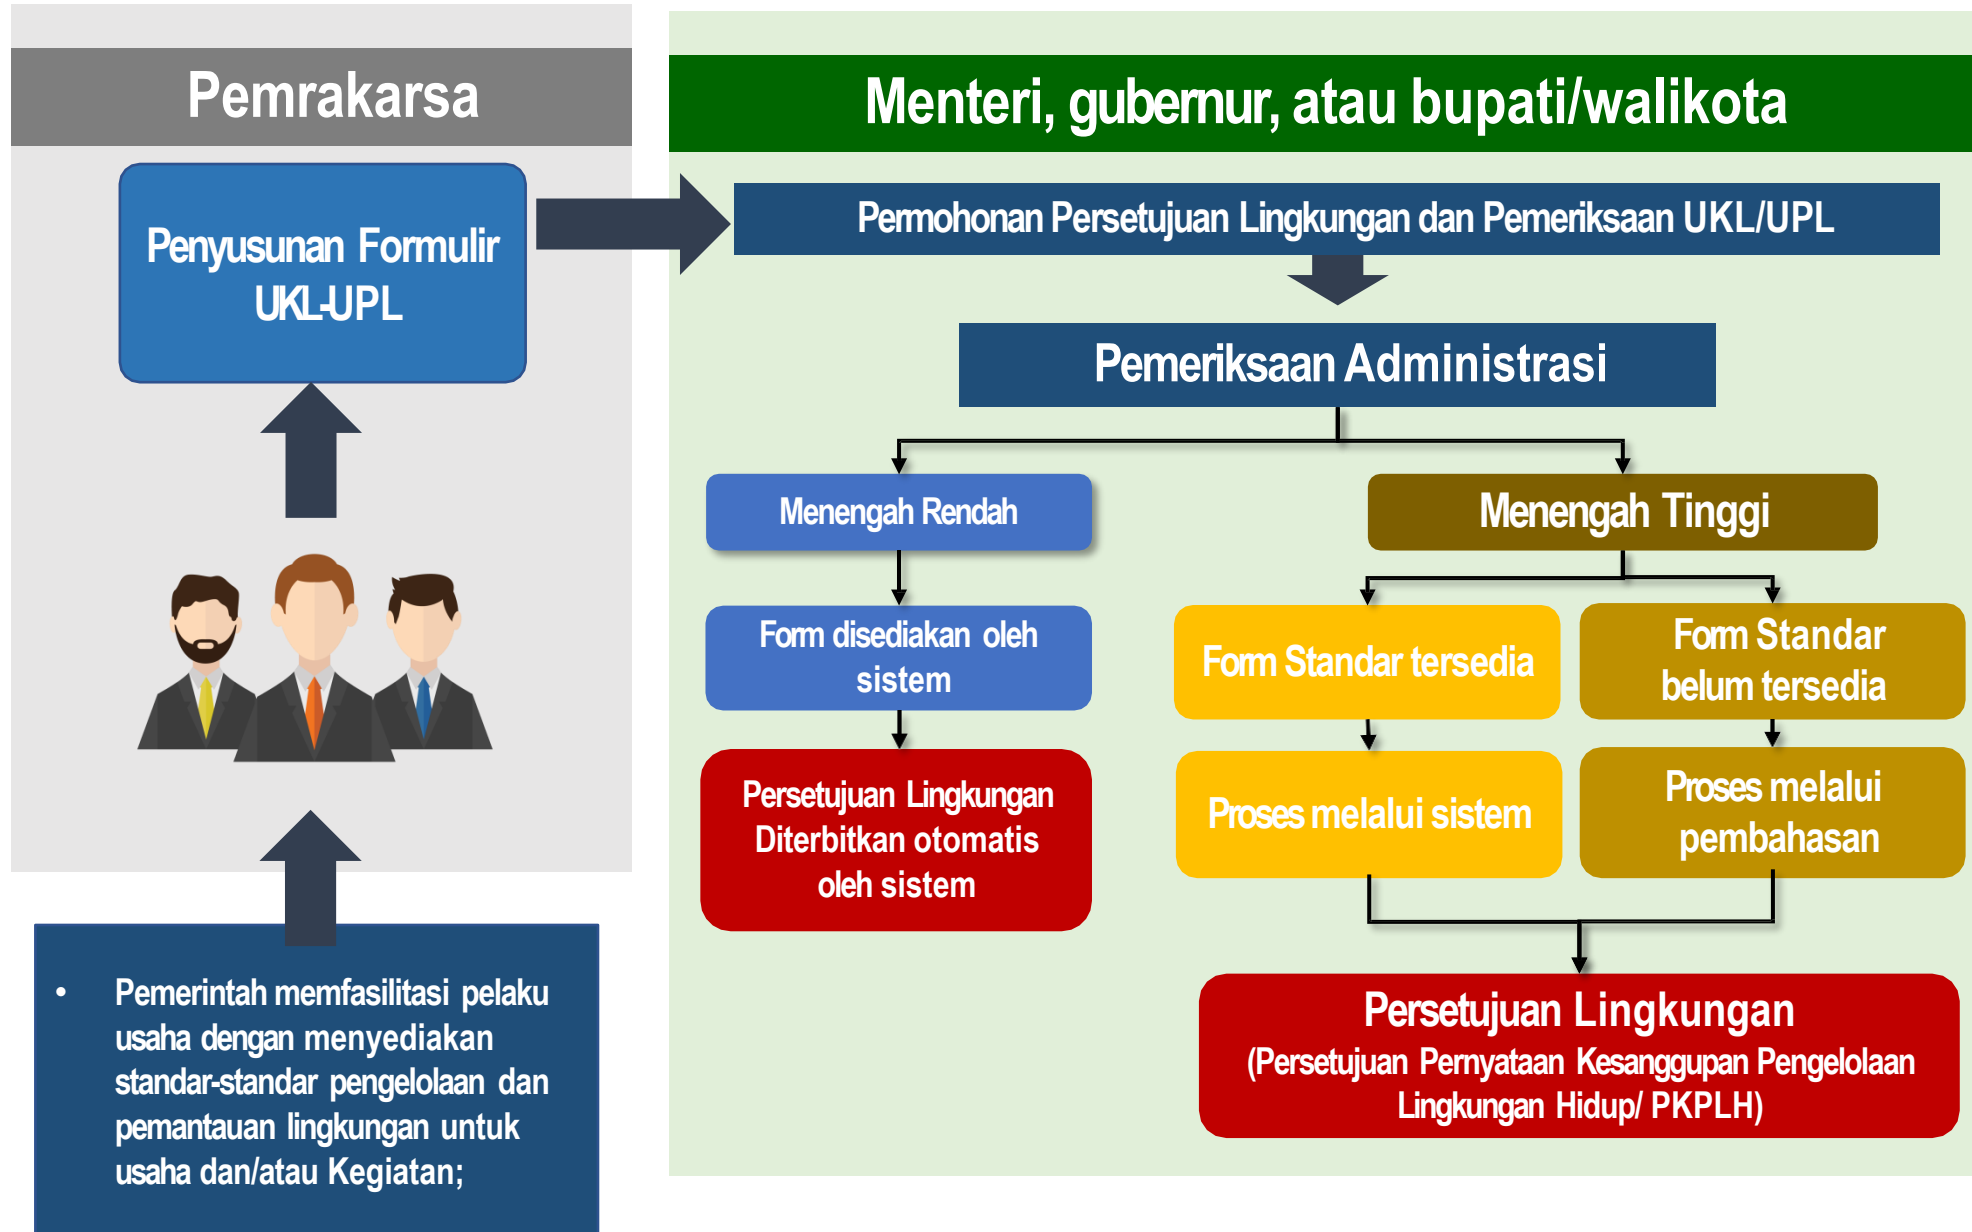 Pemrakarsa
Penyusunan Formulir
UKL-UPL
• Pemerintah memfasilitasi pelaku
usaha dengan menyediakan
standar-standar pengelolaan dan
pemantauan lingkungan untuk
usaha dan/atau Kegiatan;
Menteri, gubernur, atau bupati/walikota
Permohonan Persetujuan Lingkungan dan Pemeriksaan UKL/UPL
Pemeriksaan Administrasi
Menengah Rendah
Form disediakan oleh
sistem
Persetujuan Lingkungan
Diterbitkan otomatis
oleh sistem
Menengah Tinggi
Form Standar tersedia
Proses melalui sistem
Form Standar
belum tersedia
Proses melalui
pembahasan
Persetujuan Lingkungan
(Persetujuan Pernyataan Kesanggupan Pengelolaan
Lingkungan Hidup/ PKPLH)